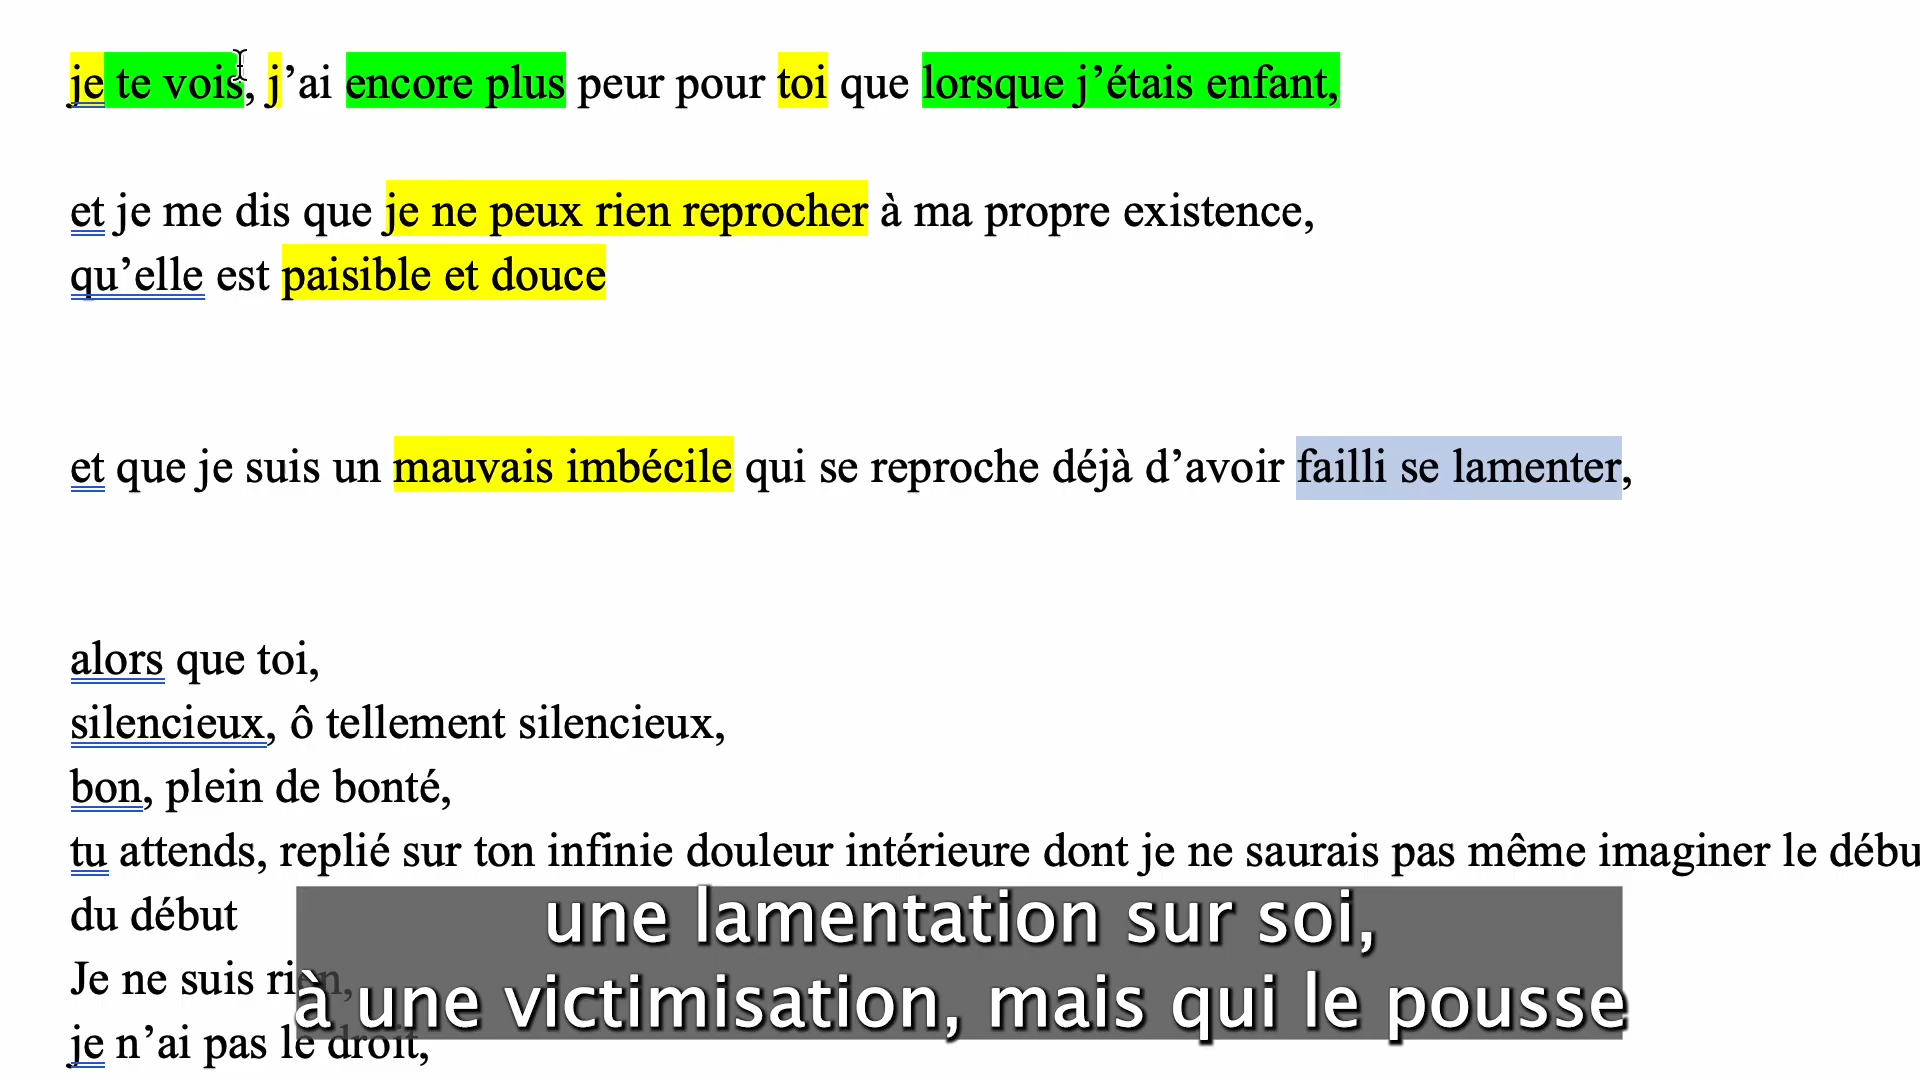 je te vois, j’ai encore plus peur pour toi que lorsque j’étais enfant,
et je me dis que je ne peux rien reprocher à ma propre existence,
qu’elle est paisible et douce
et que je suis un mauvais imbécile qui se reproche déjà d’avoir failli se lamenter,
alors que toi,
silencieux, ô tellement silencieux,
bon, plein de bonté,
tu attends, replié sur ton infinie douleur intérieure dont je ne saurais pas même imaginer le débu
du début
Je ne suis rien,
je n’ai pas le droit,
une lamentation sur soi,
à une victimisation, mais qui le pousse